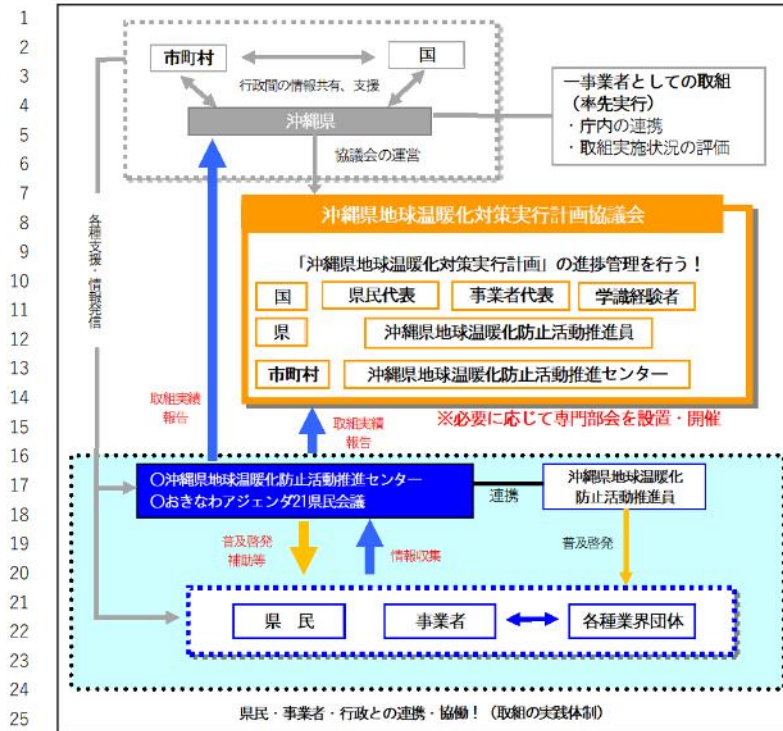 1
2
3
4
5
6
7
8
9
10
11
12
13
14
15
16
17
18
19
20
21
22
23
24
25
市町村
国
行政間の情報共有、支援
沖縄県
協議会の運営
一事業者としての取組
（率先実行）
・庁内の連携
・取組実施状況の評価
各種支援・情報発信
沖縄県地球温暖化対策実行計画協議会
「沖縄県地球温暖化対策実行計画」の進捗管理を行う！
国
県民代表
事業者代表
学識経験者
県
沖縄県地球温暖化防止活動推進員
市町村
沖縄県地球温暖化防止活動推進センター
※必要に応じて専門部会を設置・開催
取組実績
報告
取組実績
報告
〇沖縄県地球温暖化防止活動推進センター
〇おきなわアジェンダ21県民会議
連携
沖縄県地球温暖化
防止活動推進員
普及啓発
補助等
情報収集
普及啓発
県　民
事業者
各種業界団体
県民・事業者・行政との連携・協働！（取組の実践体制）